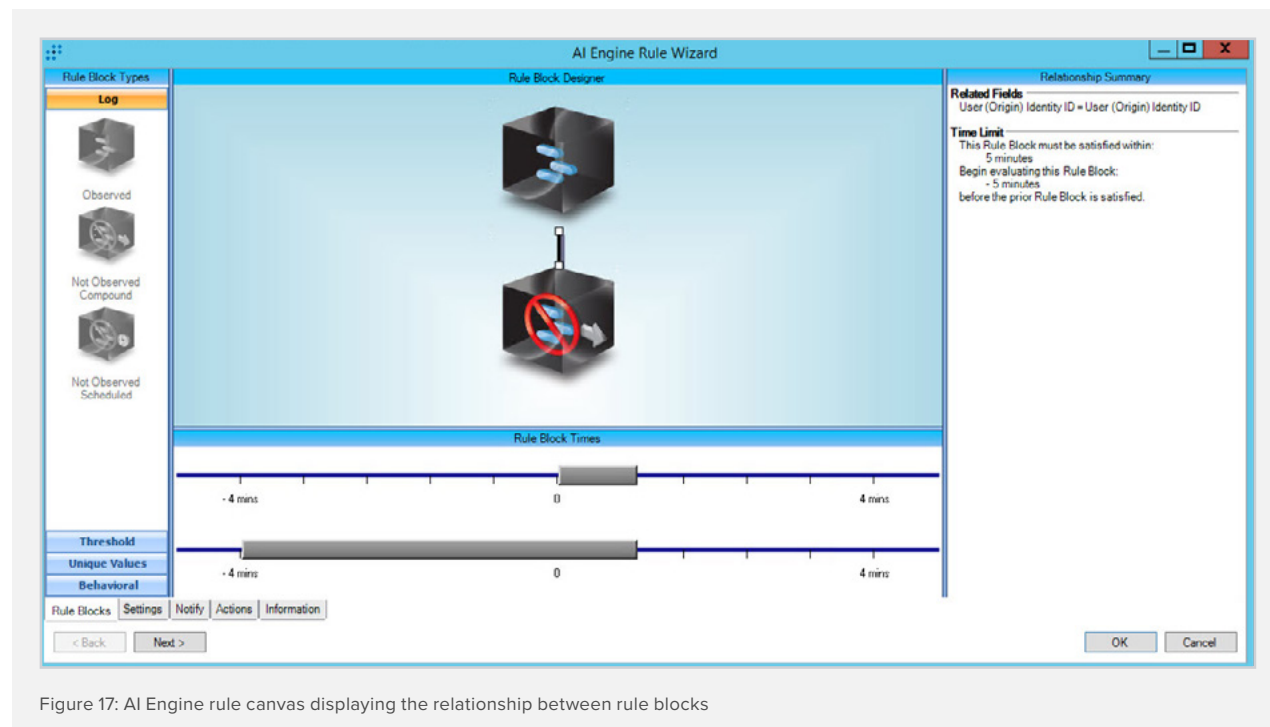 AI Engine Rule Wizard
Rule Block Types
Log
Observed
Not Observed
Compound
Not Observed
Scheduled
Threshold
Unique Values
Behavioral
Rule Block Designer
Rule Block Times
- 4 mins
0
4 mins
- 4 mins
0
4 mins
Relationship Summary
Related Fields
User (Origin) Identity ID = User (Origin) Identity ID
Time Limit
This Rule Block must be satisfied within:
5 minutes
Begin evaluating this Rule Block:
- 5 minutes
before the prior Rule Block is satisfied.
Rule Blocks Settings Notify Actions Information
< Back Next > OK Cancel
Figure 17: AI Engine rule canvas displaying the relationship between rule blocks